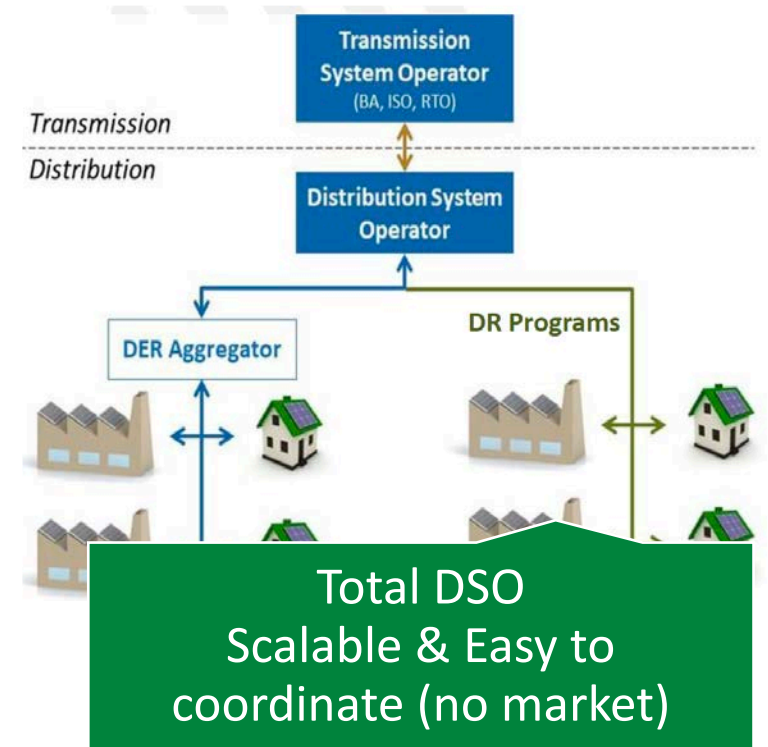 Transmission
System Operator
(BA, ISO, RTO)
Transmission
Distribution
Distribution System
Operator
DR Programs
DER Aggregator
Total DSO
Scalable & Easy to
coordinate (no market)